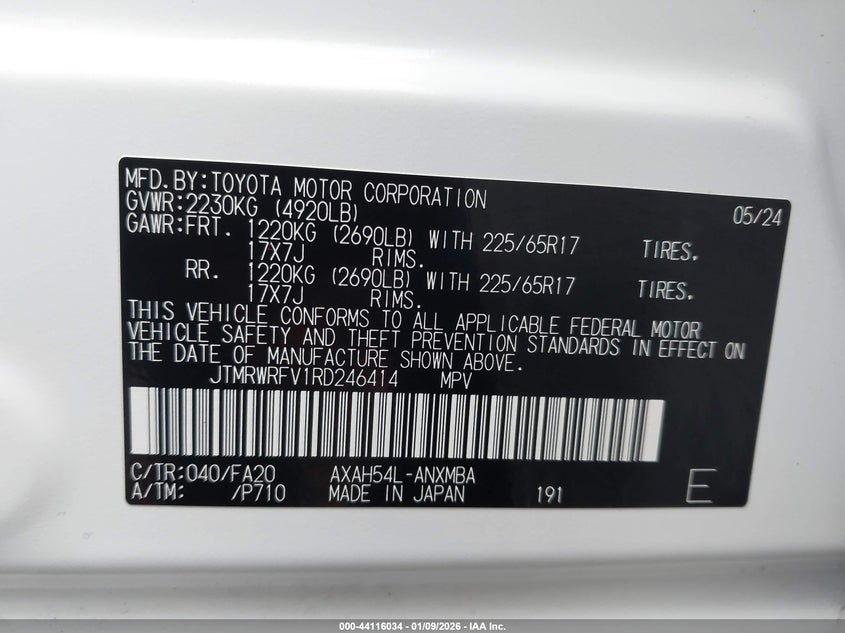 MFD.BY:TOYOTA MOTOR CORPORATION 05/24
GVWR:2230KG (4920LB)
GAWR:FRT. 1220KG (2690LB) WITH 225/65R17 TIRES.
17X7J RIMS.
RR. 1220KG (2690LB) WITH 225/65R17 TIRES.
17X7J RIMS.
THIS VEHICLE CONFORMS TO ALL APPLICABLE FEDERAL MOTOR
VEHICLE SAFETY AND THEFT PREVENTION STANDARDS IN EFFECT ON
THE DATE OF MANUFACTURE SHOWN ABOVE.
JTMRWRFV1RD246414 MPV
C/TR:040/FA20 AXAH54L-ANXMBA
A/TM: /P710 MADE IN JAPAN 191 E
000-44116034 - 01/09/2026 - IAA Inc.